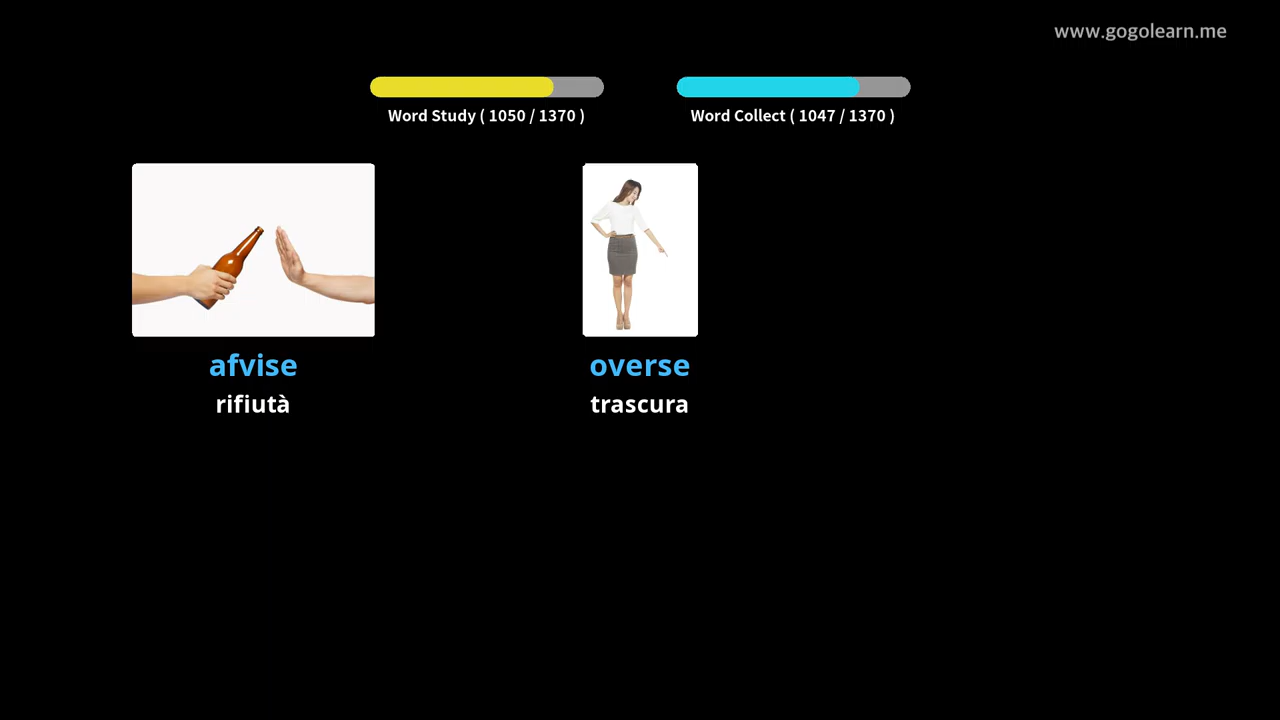 www.gogolearn.me
Word Study ( 1050 / 1370 )
Word Collect ( 1047 / 1370 )
afvise
overse
rifiutà
trascura